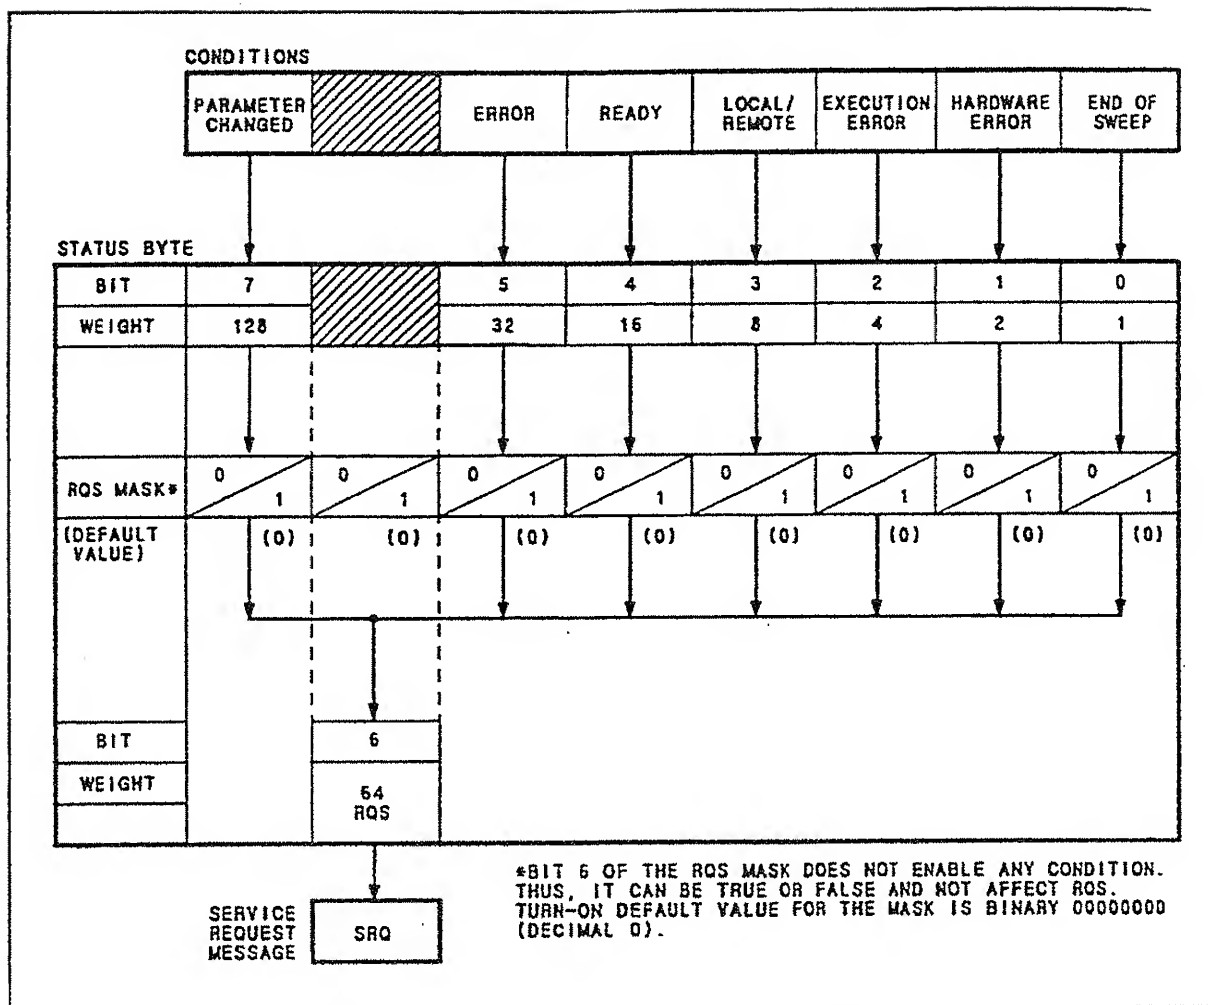 CONDITIONS
PARAMETER CHANGED ERROR READY LOCAL/ REMOTE EXECUTION ERROR HARDWARE ERROR END OF SWEEP
STATUS BYTE
BIT 7 5 4 3 2 1 0
WEIGHT 128 32 16 8 4 2 1
RQS MASK* 0 1 0 1 0 1 0 1 0 1 0 1 0 1 0 1
(DEFAULT VALUE) (0) (0) (0) (0) (0) (0) (0) (0)
BIT 6
WEIGHT 64
RQS
*BIT 6 OF THE RQS MASK DOES NOT ENABLE ANY CONDITION.
THUS, IT CAN BE TRUE OR FALSE AND NOT AFFECT RQS.
TURN-ON DEFAULT VALUE FOR THE MASK IS BINARY 00000000
(DECIMAL 0).
SERVICE
REQUEST
MESSAGE
SRQ